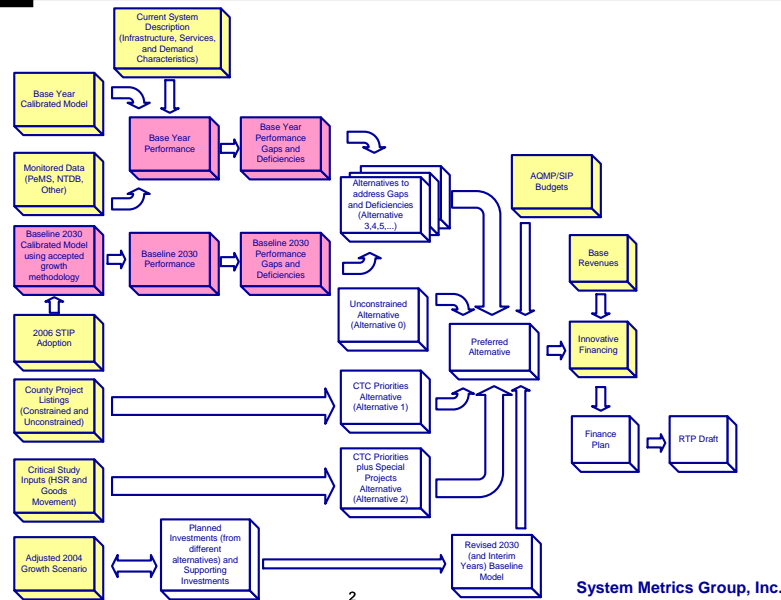 Current System
Description
(Infrastructure, Services,
and Demand
Characteristics)
Base Year
Calibrated Model
Base Year
Performance
Base Year
Performance
Gaps and
Deficiencies
Monitored Data
(PeMS, NTDB,
Other)
Alternatives to
address Gaps
and Deficiencies
(Alternative
3,4,5,...)
AQMP/SIP
Budgets
Baseline 2030
Calibrated Model
using accepted
growth
methodology
Baseline 2030
Performance
Baseline 2030
Performance
Gaps and
Deficiencies
Base
Revenues
Unconstrained
Alternative
(Alternative 0)
2006 STIP
Adoption
Preferred
Alternative
Innovative
Financing
County Project
Listings
(Constrained and
Unconstrained)
CTC Priorities
Alternative
(Alternative 1)
Finance
Plan
RTP Draft
Critical Study
Inputs (HSR and
Goods
Movement)
CTC Priorities
plus Special
Projects
Alternative
(Alternative 2)
Adjusted 2004
Growth Scenario
Planned
Investments (from
different
alternatives) and
Supporting
Investments
Revised 2030
(and Interim
Years) Baseline
Model
2
System Metrics Group, Inc.